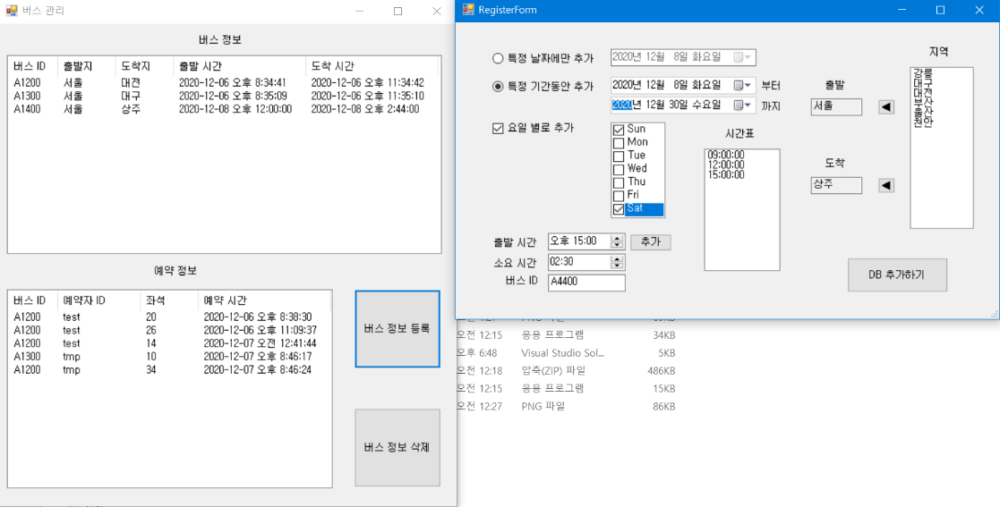 버스 관리
버스 정보
버스 ID 출발지 도착지 출발 시간 도착 시간
A1200 서울 대전 2020-12-06 오후 8:34:41 2020-12-06 오후 11:34:42
A1300 서울 대구 2020-12-06 오후 8:35:09 2020-12-06 오후 11:35:10
A1400 서울 상주 2020-12-08 오후 12:00:00 2020-12-08 오후 2:44:00
예약 정보
버스 ID 예약자 ID 좌석 예약 시간
A1200 test 20 2020-12-06 오후 8:38:30
A1200 test 26 2020-12-06 오후 11:09:37
A1200 test 14 2020-12-07 오전 12:41:44
A1300 tmp 10 2020-12-07 오후 8:46:17
A1200 tmp 34 2020-12-07 오후 8:46:24
버스 정보 등록
버스 정보 삭제
RegisterForm
특정 날짜에만 추가 2020년 12월 8일 화요일
특정 기간동안 추가 2020년 12월 8일 화요일 부터
2020년 12월 30일 수요일 까지
요일 별로 추가
Sun
Mon
Tue
Wed
Thu
Fri
Sat
시간표
09:00:00
12:00:00
15:00:00
출발
서울
도착
상주
지역
강릉
대구
대전
부산
울산
천안
출발 시간 오후 15:00 추가
소요 시간 02:30
버스 ID A4400
DB 추가하기
오전 12:15 응용 프로그램 34KB
오후 6:48 Visual Studio Sol... 5KB
오전 12:18 압축(ZIP) 파일 486KB
오전 12:15 응용 프로그램 15KB
오전 12:27 PNG 파일 86KB